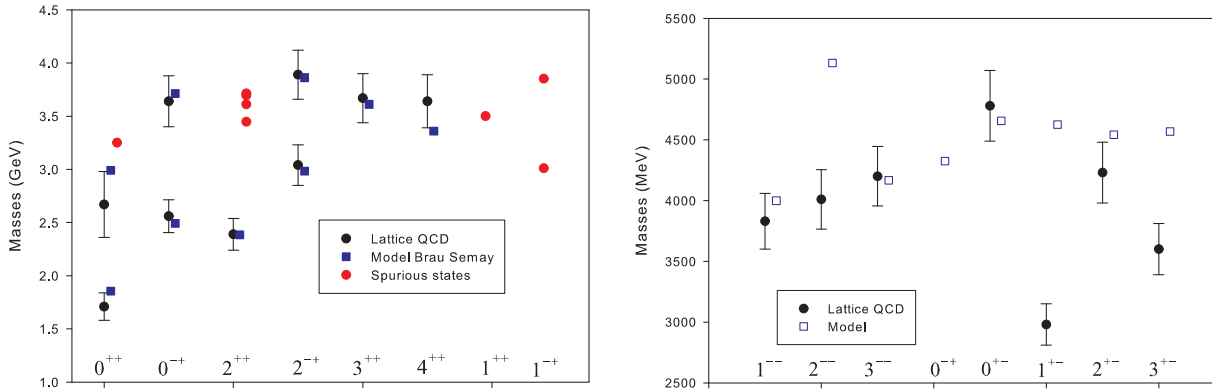 4.5
4.0
3.5
3.0
2.5
2.0
1.5
1.0
Masses (GeV)
Lattice QCD
Model Brau Semay
Spurious states
0⁺⁺ 0⁻⁺ 2⁺⁺ 2⁻⁺ 3⁺⁺ 4⁺⁺ 1⁺⁺ 1⁻⁺
5500
5000
4500
4000
3500
3000
2500
Masses (MeV)
Lattice QCD
Model
1⁻⁻ 2⁻⁻ 3⁻⁻ 0⁻⁺ 0⁺⁻ 1⁺⁻ 2⁺⁻ 3⁺⁻